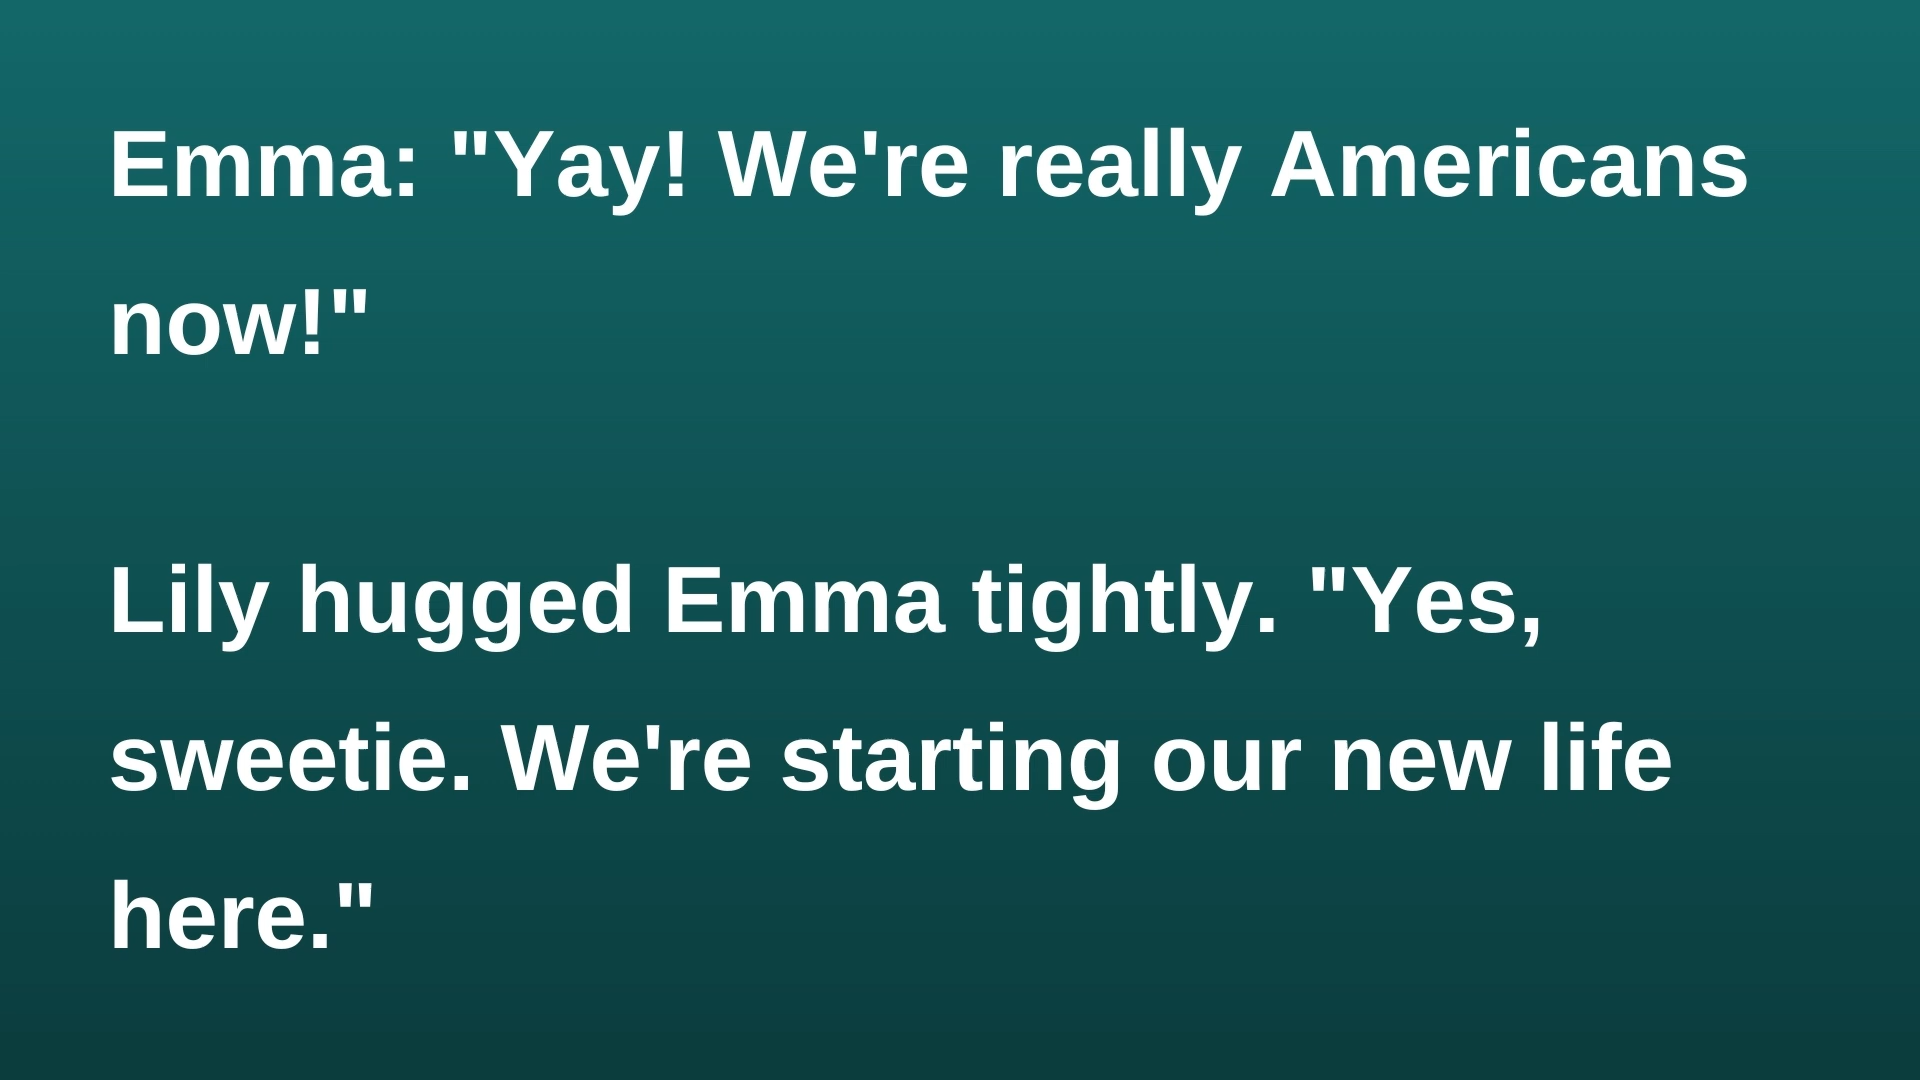 Emma: "Yay! We're really Americans
now!"
Lily hugged Emma tightly. "Yes,
sweetie. We're starting our new life
here."